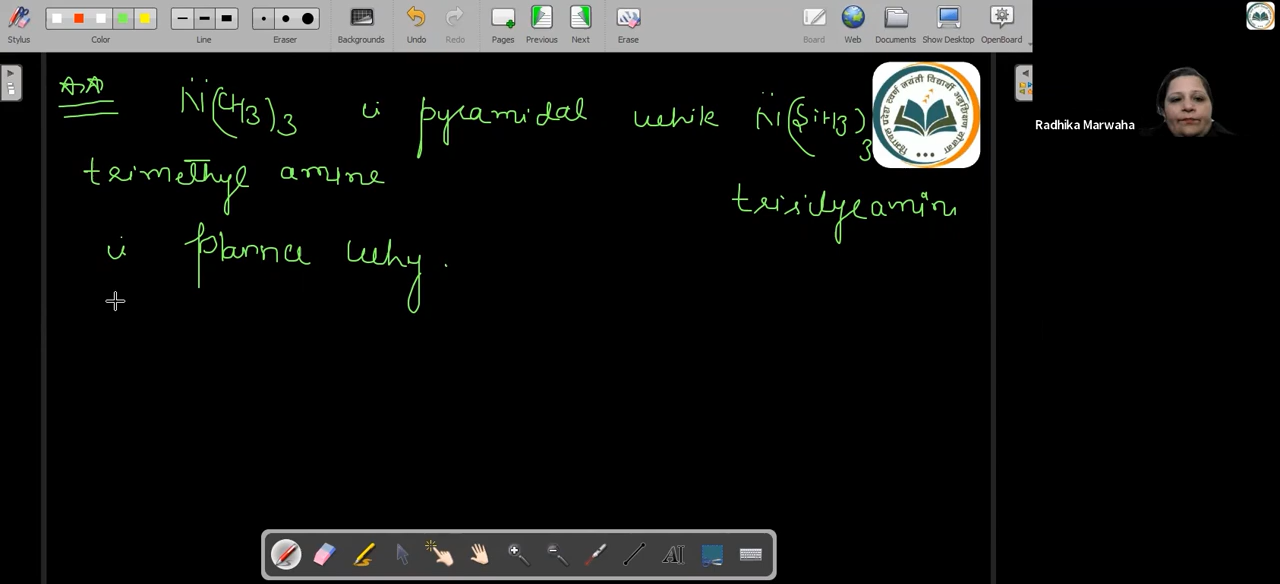 Stylus Color Line Eraser Backgrounds Undo Redo Pages Previous Next Erase Board Web Documents Show Desktop OpenBoard
N̈(CH3)3 is pyramidal while N̈(SiH3)3
trimethyl amine
trisilylamine
is planar why.
Radhika Marwaha
AI